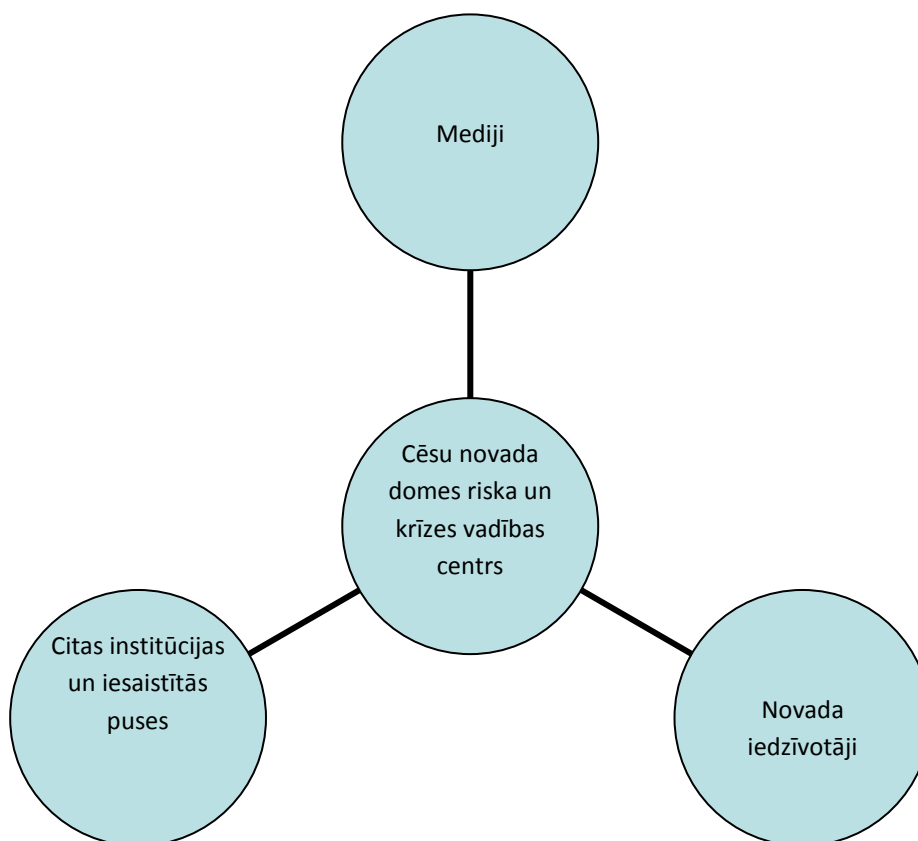 Mediji
Cēsu novada
domes riska un
krīzes vadības
centrs
Citas institūcijas
un iesaistītās
puses
Novada
iedzīvotāji